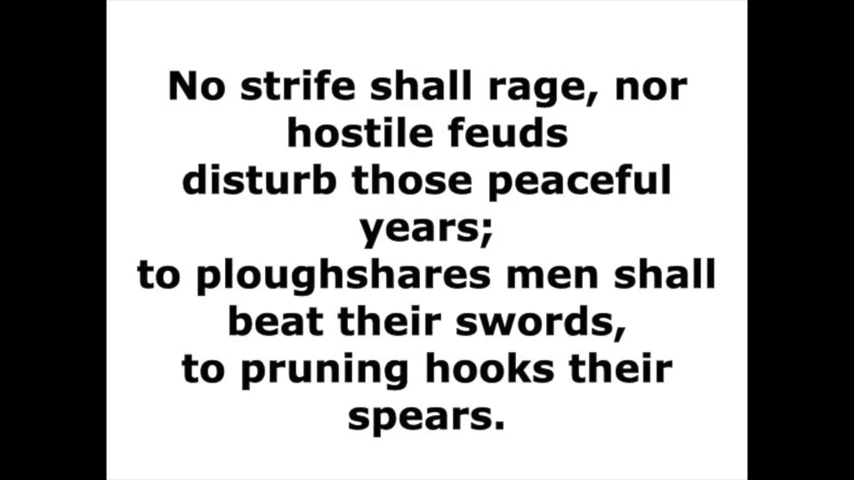 No strife shall rage, nor
hostile feuds
disturb those peaceful
years;
to ploughshares men shall
beat their swords,
to pruning hooks their
spears.